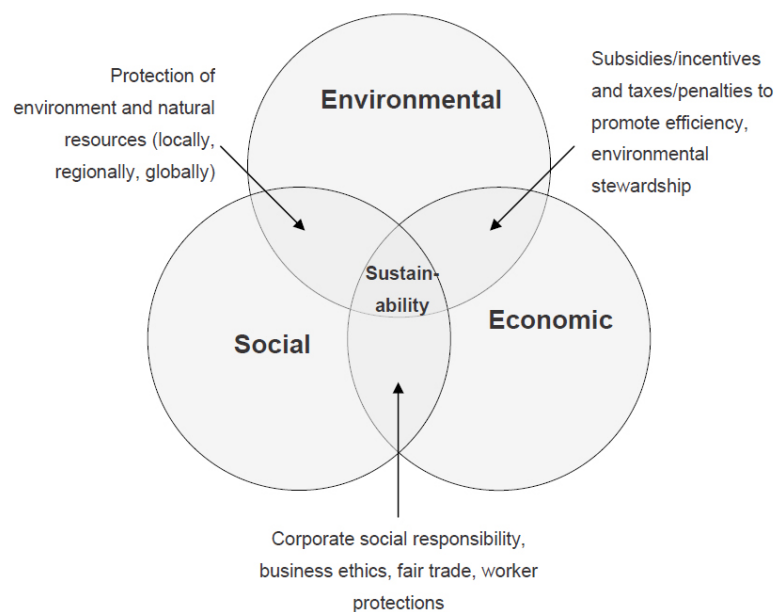 Protection of
environment and natural
resources (locally,
regionally, globally)
Environmental
Subsidies/incentives
and taxes/penalties to
promote efficiency,
environmental
stewardship
Sustain-
ability
Social
Economic
Corporate social responsibility,
business ethics, fair trade, worker
protections